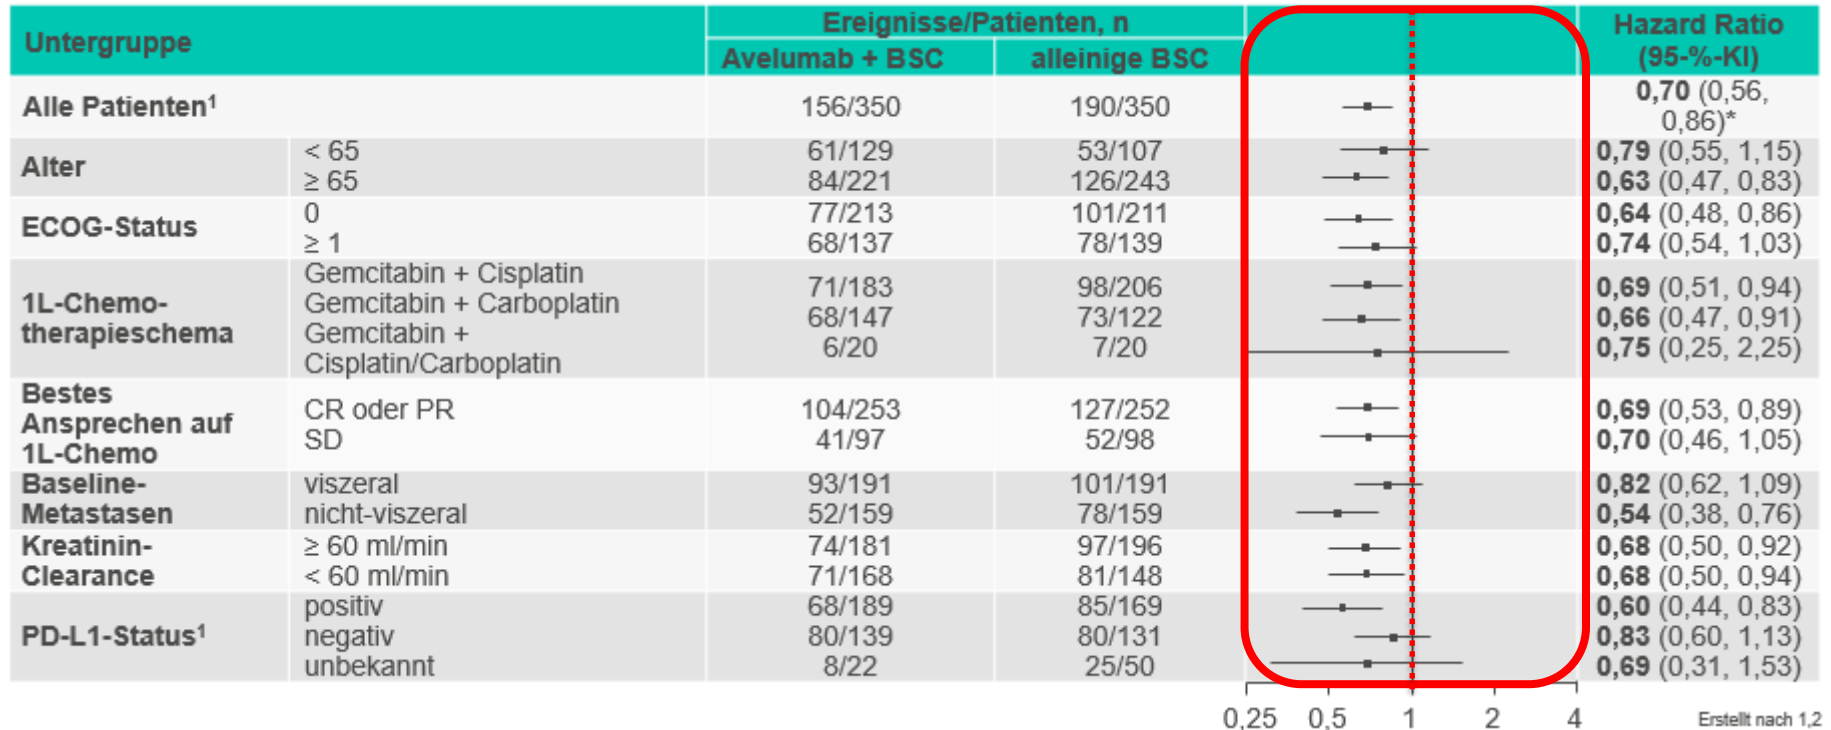 Untergruppe Ereignisse/Patienten, n Hazard Ratio (95-%-KI)
Avelumab + BSC alleinige BSC
Alle Patienten¹ 156/350 190/350 0,70 (0,56, 0,86)*
Alter < 65 61/129 53/107 0,79 (0,55, 1,15)
≥ 65 84/221 126/243 0,63 (0,47, 0,83)
ECOG-Status 0 77/213 101/211 0,64 (0,48, 0,86)
≥ 1 68/137 78/139 0,74 (0,54, 1,03)
1L-Chemo-
therapieschema
Gemcitabin + Cisplatin 71/183 98/206 0,69 (0,51, 0,94)
Gemcitabin + Carboplatin 68/147 73/122 0,66 (0,47, 0,91)
Gemcitabin +
Cisplatin/Carboplatin 6/20 7/20 0,75 (0,25, 2,25)
Bestes
Ansprechen auf
1L-Chemo
CR oder PR 104/253 127/252 0,69 (0,53, 0,89)
SD 41/97 52/98 0,70 (0,46, 1,05)
Baseline-
Metastasen
viszeral 93/191 101/191 0,82 (0,62, 1,09)
nicht-viszeral 52/159 78/159 0,54 (0,38, 0,76)
Kreatinin-
Clearance
≥ 60 ml/min 74/181 97/196 0,68 (0,50, 0,92)
< 60 ml/min 71/168 81/148 0,68 (0,50, 0,94)
PD-L1-Status¹
positiv 68/189 85/169 0,60 (0,44, 0,83)
negativ 80/139 80/131 0,83 (0,60, 1,13)
unbekannt 8/22 25/50 0,69 (0,31, 1,53)
0,25 0,5 1 2 4
Erstellt nach 1,2